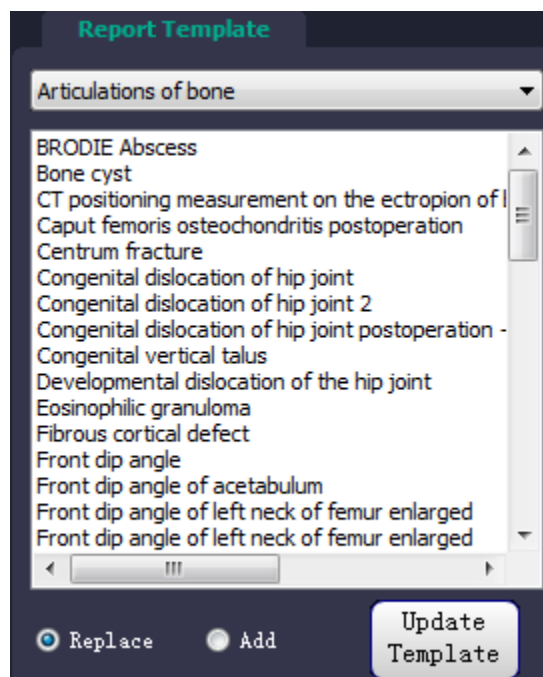 Report Template
Articulations of bone
BRODIE Abscess
Bone cyst
CT positioning measurement on the ectropion of
Caput femoris osteochondritis postoperation
Centrum fracture
Congenital dislocation of hip joint
Congenital dislocation of hip joint 2
Congenital dislocation of hip joint postoperation -
Congenital vertical talus
Developmental dislocation of the hip joint
Eosinophilic granuloma
Fibrous cortical defect
Front dip angle
Front dip angle of acetabulum
Front dip angle of left neck of femur enlarged
Front dip angle of left neck of femur enlarged
Replace
Add
Update
Template